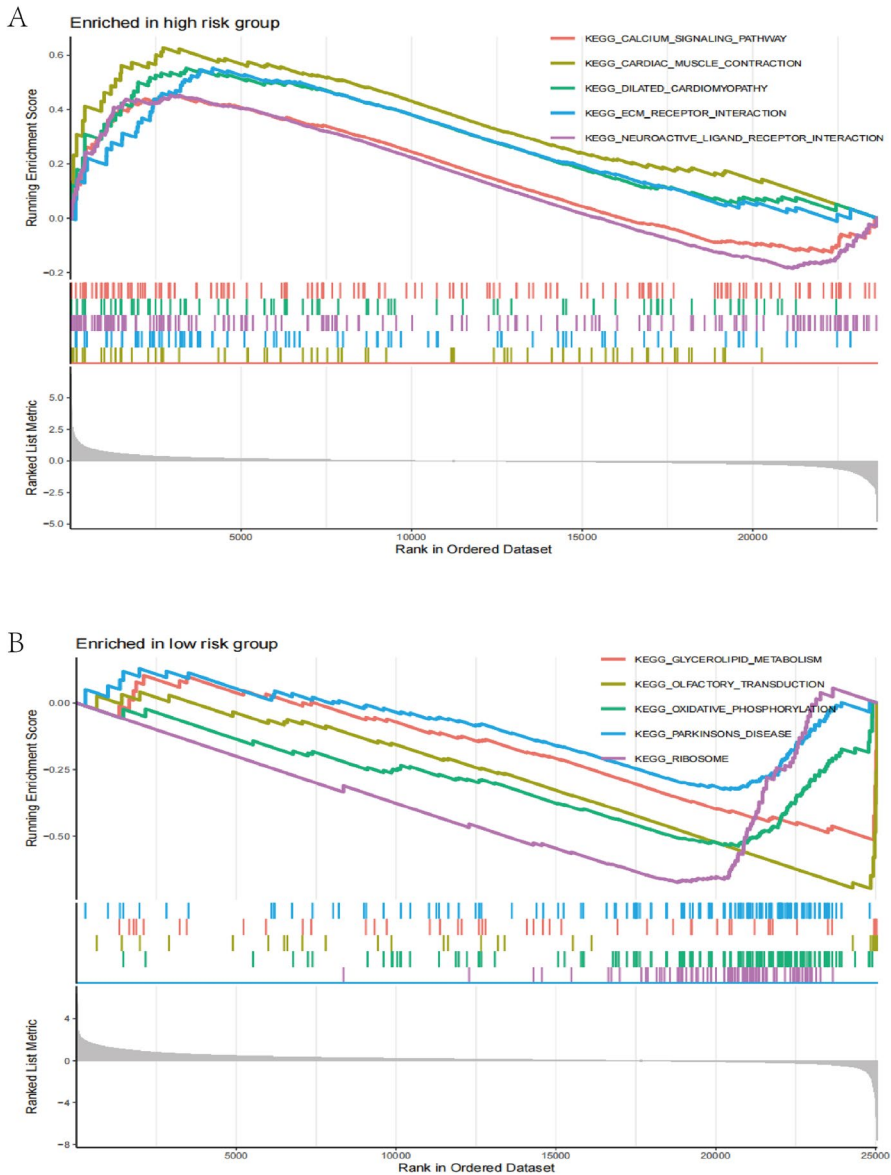 A
Enriched in high risk group
Running Enrichment Score
0.6
0.4
0.2
0.0
−0.2
KEGG_CALCIUM_SIGNALING_PATHWAY
KEGG_CARDIAC_MUSCLE_CONTRACTION
KEGG_DILATED_CARDIOMYOPATHY
KEGG_ECM_RECEPTOR_INTERACTION
KEGG_NEUROACTIVE_LIGAND_RECEPTOR_INTERACTION
Ranked List Metric
5.0
2.5
0.0
−2.5
−5.0
5000 10000 15000 20000
Rank in Ordered Dataset
B
Enriched in low risk group
Running Enrichment Score
0.00
−0.25
−0.50
KEGG_GLYCEROLIPID_METABOLISM
KEGG_OLFACTORY_TRANSDUCTION
KEGG_OXIDATIVE_PHOSPHORYLATION
KEGG_PARKINSONS_DISEASE
KEGG_RIBOSOME
Ranked List Metric
4
0
−4
−8
5000 10000 15000 20000 25000
Rank in Ordered Dataset